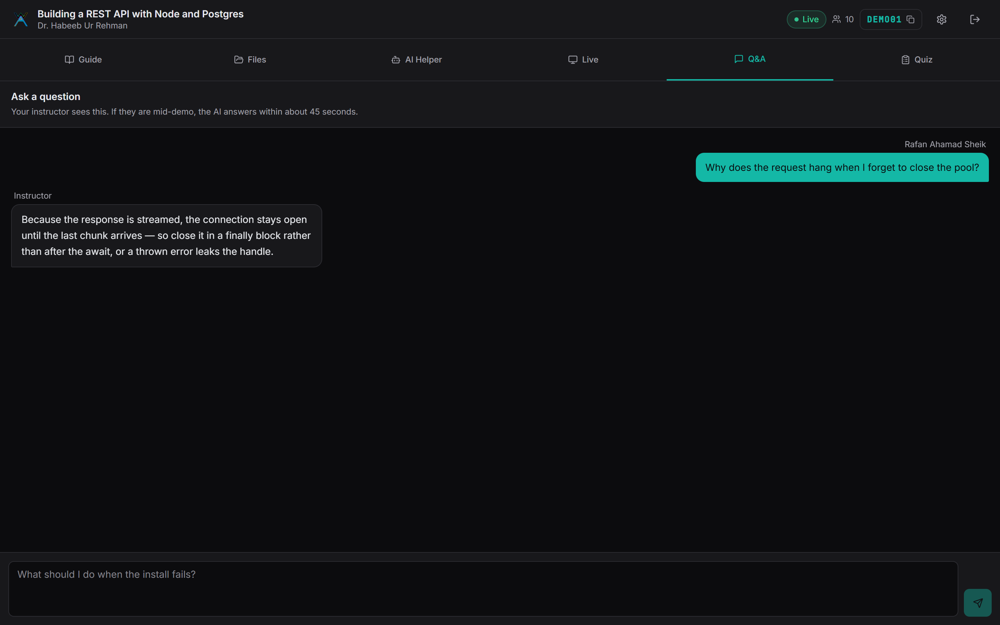 Building a REST API with Node and Postgres
Dr. Habeeb Ur Rehman
Live
10
DEMO01
Guide
Files
AI Helper
Live
Q&A
Quiz
Ask a question
Your instructor sees this. If they are mid-demo, the AI answers within about 45 seconds.
Rafan Ahamad Sheik
Why does the request hang when I forget to close the pool?
Instructor
Because the response is streamed, the connection stays open
until the last chunk arrives — so close it in a finally block rather
than after the await, or a thrown error leaks the handle.
What should I do when the install fails?